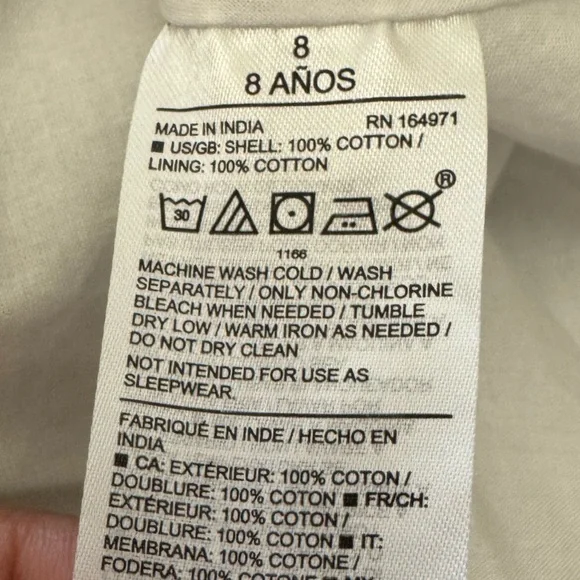 8
8 AÑOS
MADE IN INDIA RN 164971
■ US/GB: SHELL: 100% COTTON /
LINING: 100% COTTON
30
®
1166
MACHINE WASH COLD / WASH
SEPARATELY / ONLY NON-CHLORINE
BLEACH WHEN NEEDED / TUMBLE
DRY LOW / WARM IRON AS NEEDED /
DO NOT DRY CLEAN
NOT INTENDED FOR USE AS
SLEEPWEAR.
FABRIQUÉ EN INDE / HECHO EN
INDIA
■ CA: EXTÉRIEUR: 100% COTON /
DOUBLURE: 100% COTON ■ FR/CH:
EXTÉRIEUR: 100% COTON /
DOUBLURE: 100% COTON ■ IT:
MEMBRANA: 100% COTONE /
FODERA: 100% COTONE ■